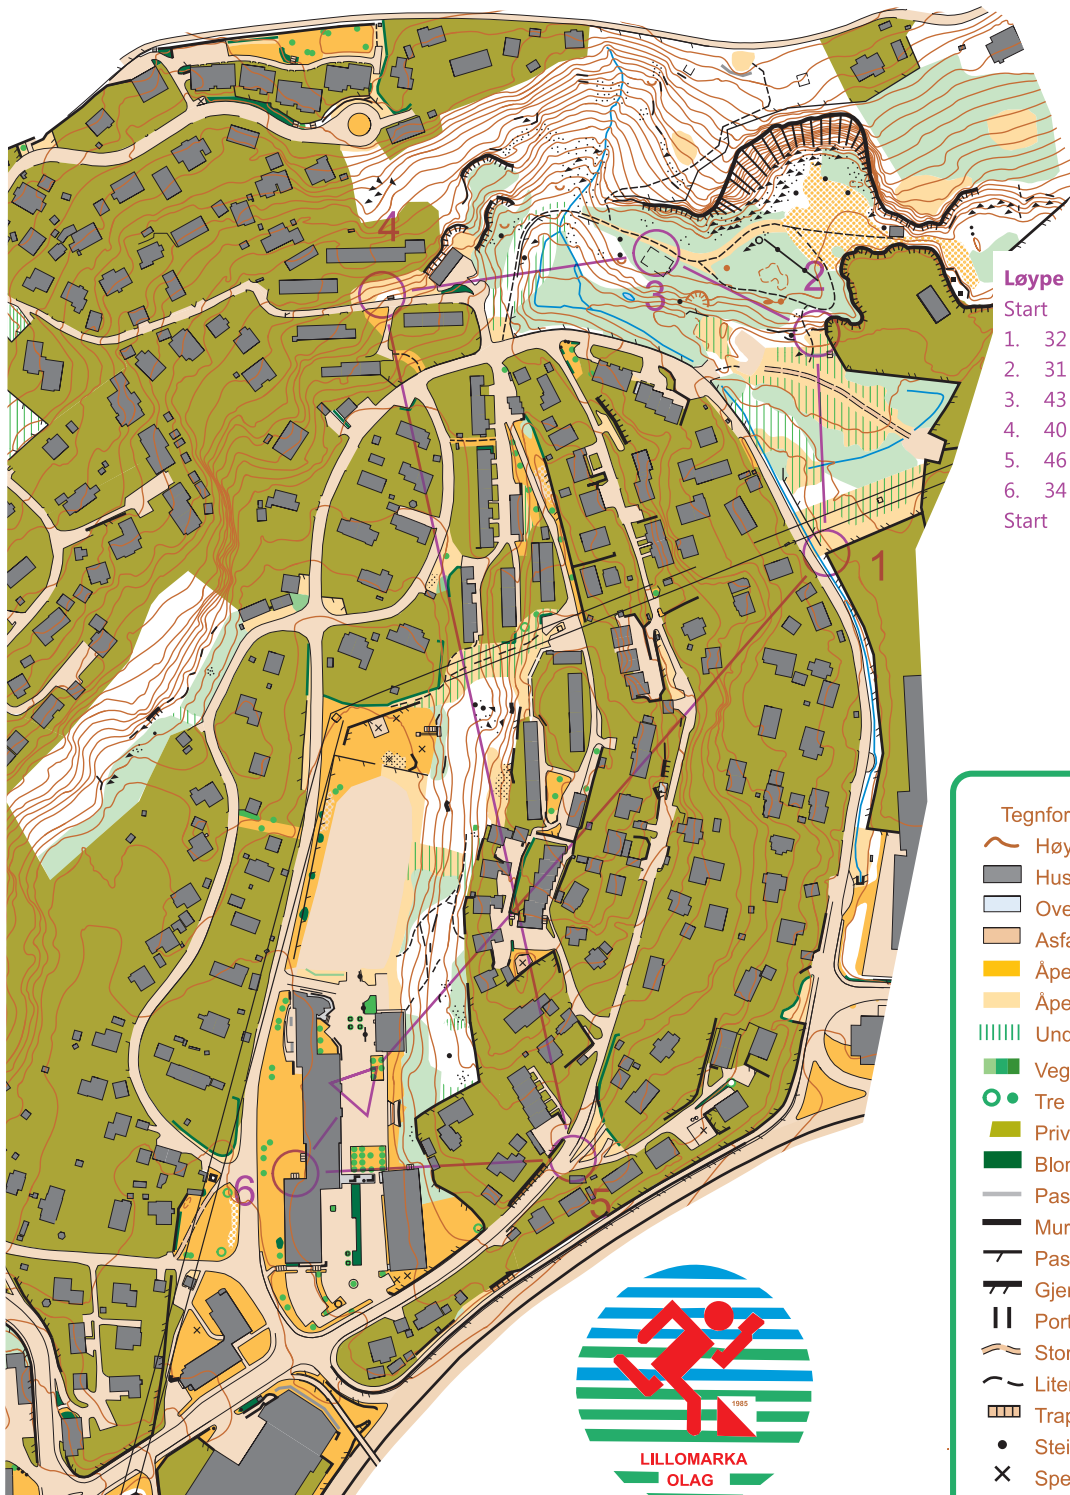 4
2
3
1
5
6
Løype
Start
1. 32
2. 31
3. 43
4. 40
5. 46
6. 34
Start
Tegnfor
Høy
Hus
Ove
Asfa
Åpe
Åpe
Und
Veg
Tre
Priv
Blon
Pas
Mur
Pas
Gjer
Port
Stor
Liter
Trap
Stei
Spe
1985
LILLOMARKA
OLAG